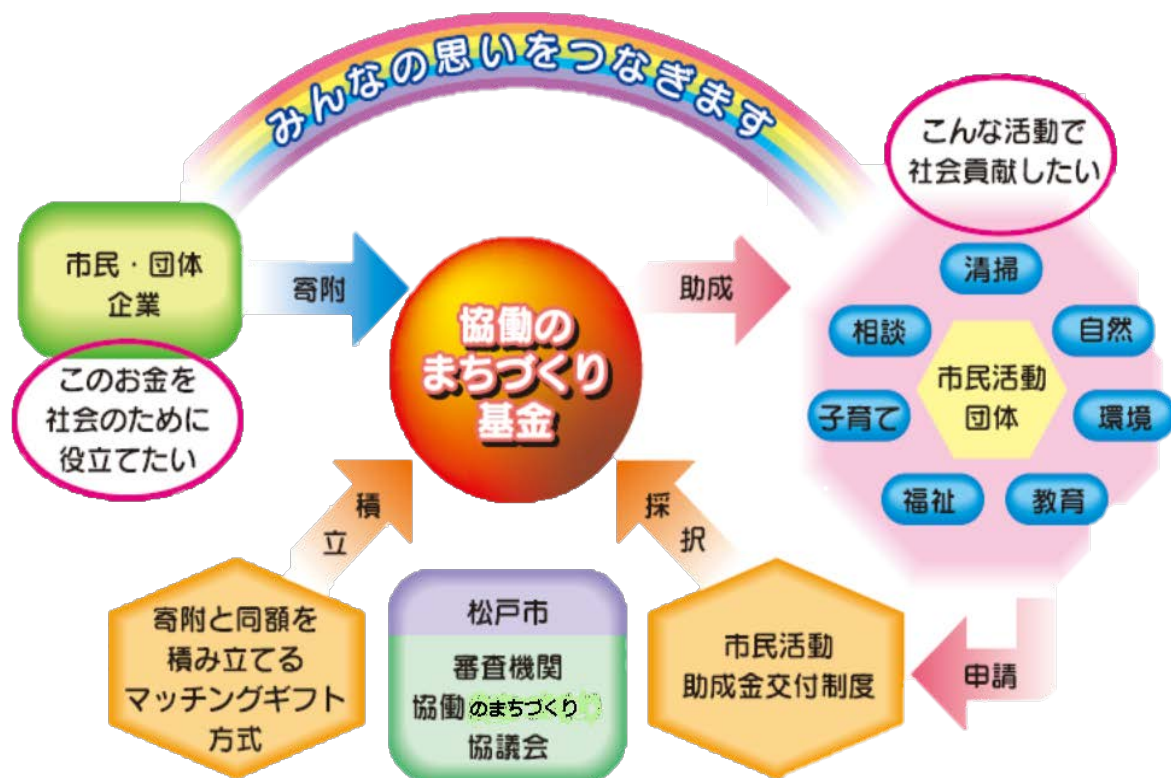 みんなの思いをつなぎます
こんな活動で
社会貢献したい
市民・団体
企業
寄附
協働の
まちづくり
基金
助成
清掃
相談
自然
市民活動
団体
子育て
環境
福祉
教育
このお金を
社会のために
役立てたい
積立
採択
寄附と同額を
積み立てる
マッチングギフト
方式
松戸市
審査機関
協働のまちづくり
協議会
市民活動
助成金交付制度
申請